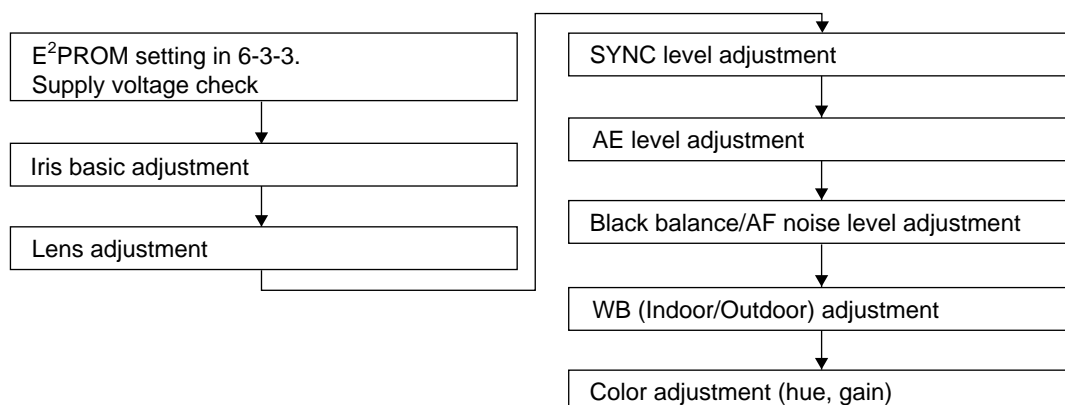 E²PROM setting in 6-3-3.
Supply voltage check
Iris basic adjustment
Lens adjustment
SYNC level adjustment
AE level adjustment
Black balance/AF noise level adjustment
WB (Indoor/Outdoor) adjustment
Color adjustment (hue, gain)